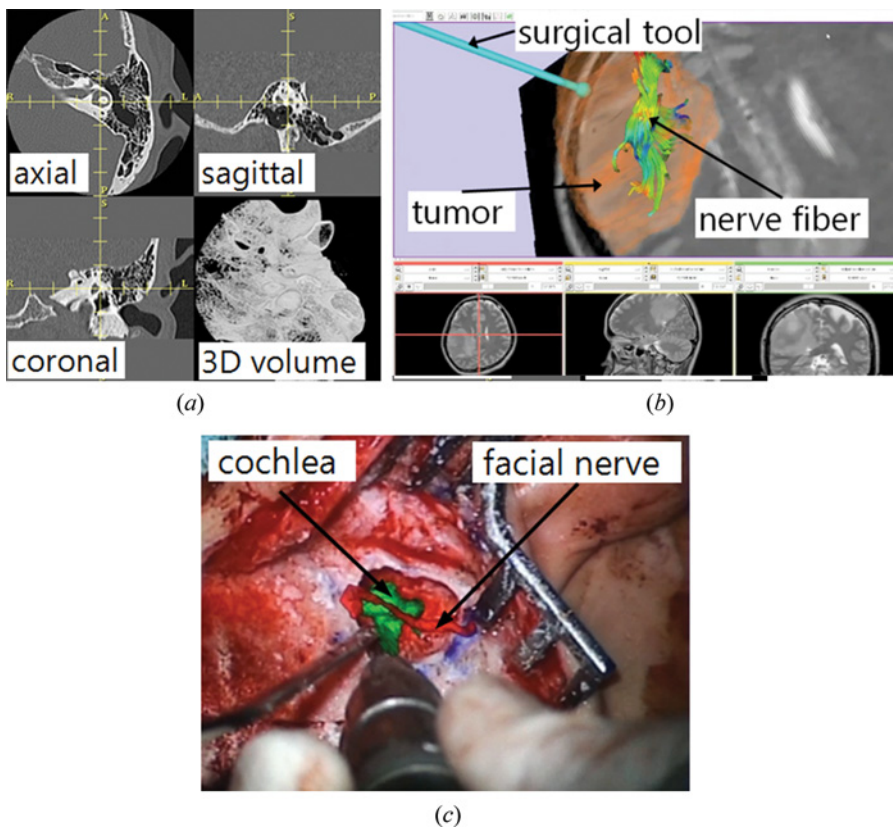 A
S
R
L
A
P
axial
sagittal
P
S
R
L
coronal
3D volume
(a)
surgical tool
tumor
nerve fiber
(b)
cochlea
facial nerve
(c)